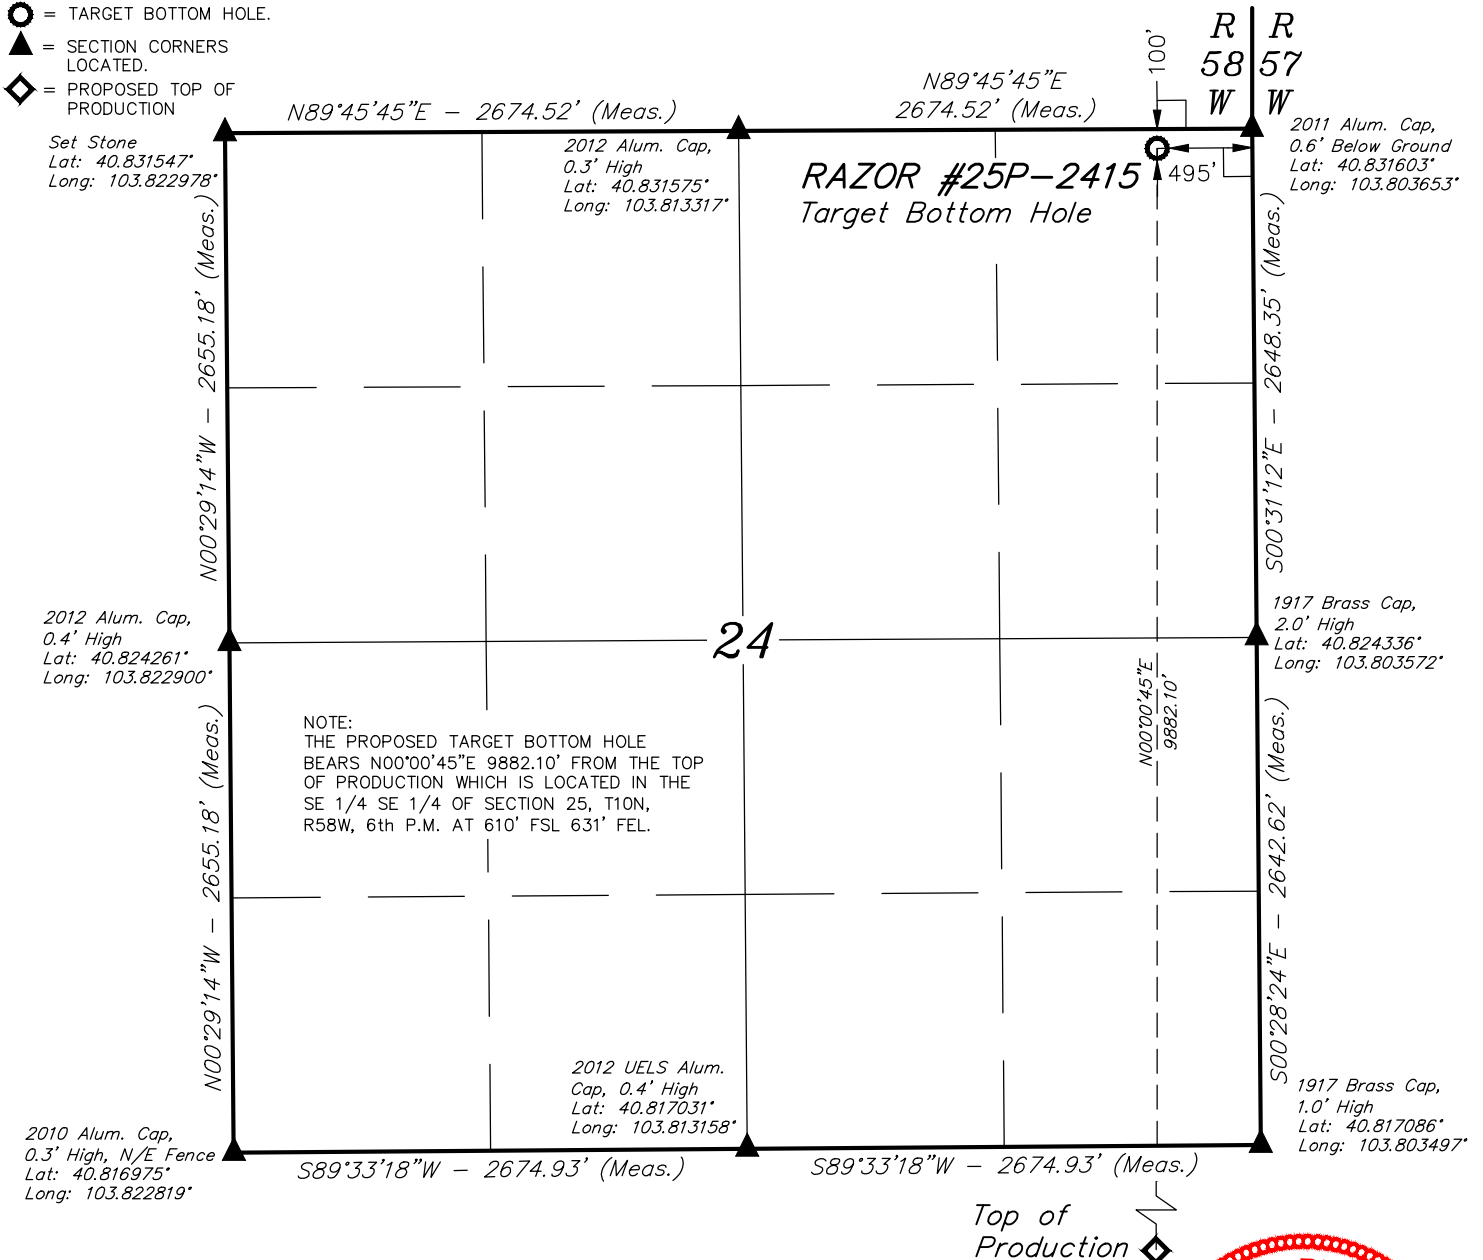 = TARGET BOTTOM HOLE.
= SECTION CORNERS
LOCATED.
= PROPOSED TOP OF
PRODUCTION
R R
58 57
W W
100'
N89°45'45"E - 2674.52' (Meas.)
N89°45'45"E
2674.52' (Meas.)
Set Stone
Lat: 40.831547°
Long: 103.822978°
2012 Alum. Cap,
0.3' High
Lat: 40.831575°
Long: 103.813317°
2011 Alum. Cap,
0.6' Below Ground
Lat: 40.831603°
Long: 103.803653°
RAZOR #25P-2415
Target Bottom Hole
495'
N00°29'14"W - 2655.18' (Meas.)
S00°31'12"E - 2648.35' (Meas.)
2012 Alum. Cap,
0.4' High
Lat: 40.824261°
Long: 103.822900°
24
1917 Brass Cap,
2.0' High
Lat: 40.824336°
Long: 103.803572°
N00°00'45"E
9882.10'
NOTE:
THE PROPOSED TARGET BOTTOM HOLE
BEARS N00°00'45"E 9882.10' FROM THE TOP
OF PRODUCTION WHICH IS LOCATED IN THE
SE 1/4 SE 1/4 OF SECTION 25, T10N,
R58W, 6th P.M. AT 610' FSL 631' FEL.
N00°29'14"W - 2655.18' (Meas.)
S00°28'24"E - 2642.62' (Meas.)
2012 UELS Alum.
Cap, 0.4' High
Lat: 40.817031°
Long: 103.813158°
2010 Alum. Cap,
0.3' High, N/E Fence
Lat: 40.816975°
Long: 103.822819°
1917 Brass Cap,
1.0' High
Lat: 40.817086°
Long: 103.803497°
S89°33'18"W - 2674.93' (Meas.)
S89°33'18"W - 2674.93' (Meas.)
Top of
Production